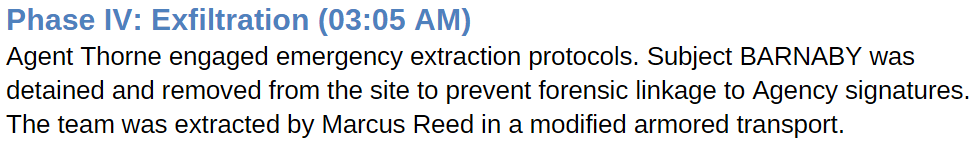 Phase IV: Exfiltration (03:05 AM)
Agent Thorne engaged emergency extraction protocols. Subject BARNABY was
detained and removed from the site to prevent forensic linkage to Agency signatures.
The team was extracted by Marcus Reed in a modified armored transport.